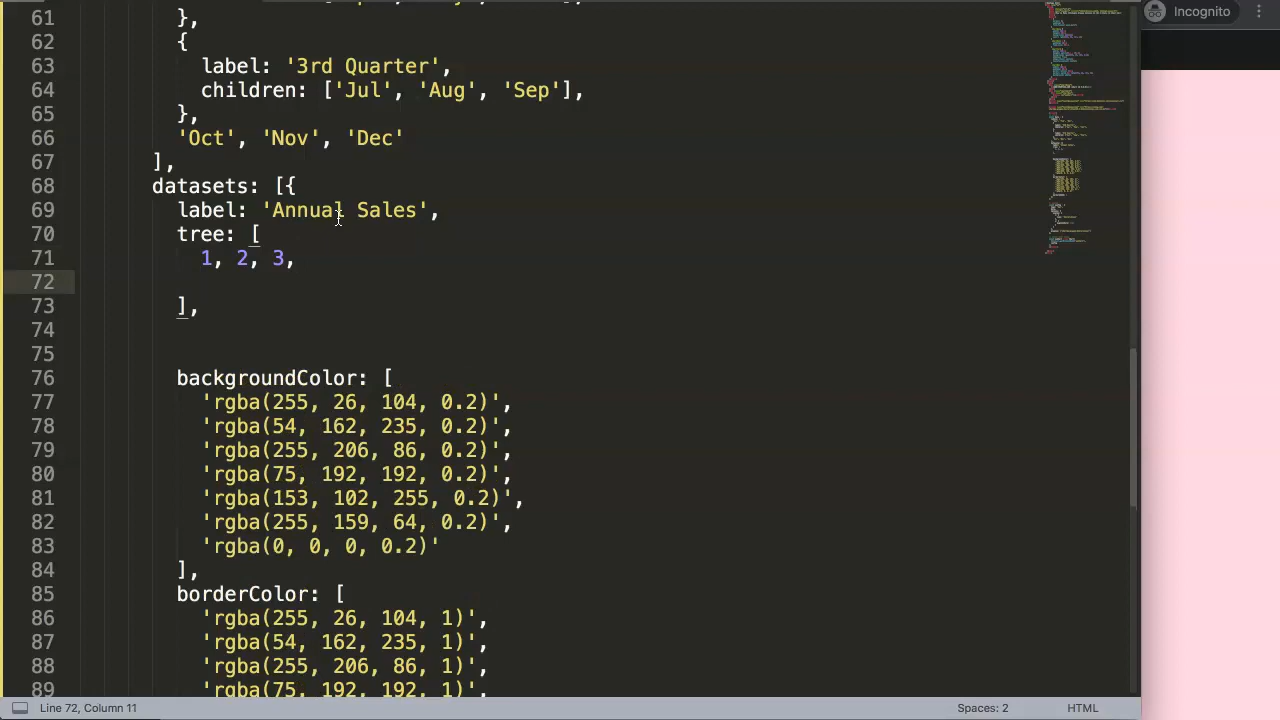 61 },
62 {
63 label: '3rd Quarter',
64 children: ['Jul', 'Aug', 'Sep'],
65 },
66 'Oct', 'Nov', 'Dec'
67 ],
68 datasets: [{
69 label: 'Annual Sales',
70 tree: [
71 1, 2, 3,
72
73 ],
74
75
76 backgroundColor: [
77 'rgba(255, 26, 104, 0.2)',
78 'rgba(54, 162, 235, 0.2)',
79 'rgba(255, 206, 86, 0.2)',
80 'rgba(75, 192, 192, 0.2)',
81 'rgba(153, 102, 255, 0.2)',
82 'rgba(255, 159, 64, 0.2)',
83 'rgba(0, 0, 0, 0.2)'
84 ],
85 borderColor: [
86 'rgba(255, 26, 104, 1)',
87 'rgba(54, 162, 235, 1)',
88 'rgba(255, 206, 86, 1)',
89 'rgba(75, 192, 192, 1)',
Line 72, Column 11
Spaces: 2
HTML
Incognito